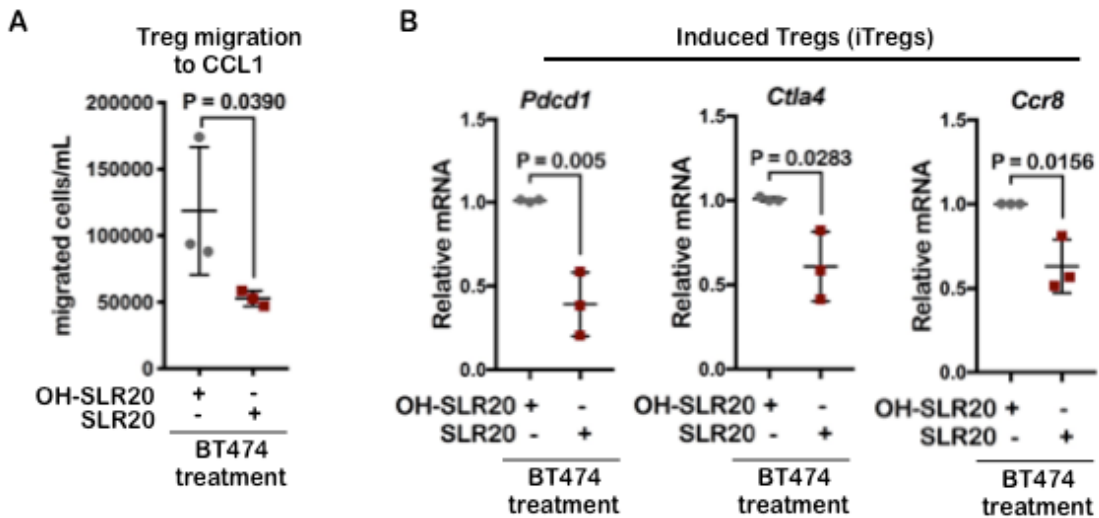 A
Treg migration
to CCL1
P = 0.0390
migrated cells/mL
200000
150000
100000
50000
0
OH-SLR20 + -
SLR20 - +
BT474
treatment
B
Induced Tregs (iTregs)
Pdcd1
P = 0.005
Relative mRNA
1.5
1.0
0.5
0.0
OH-SLR20 + -
SLR20 - +
BT474
treatment
Ctla4
P = 0.0283
Relative mRNA
1.5
1.0
0.5
0.0
OH-SLR20 + -
SLR20 - +
BT474
treatment
Ccr8
P = 0.0156
Relative mRNA
1.5
1.0
0.5
0.0
OH-SLR20 + -
SLR20 - +
BT474
treatment